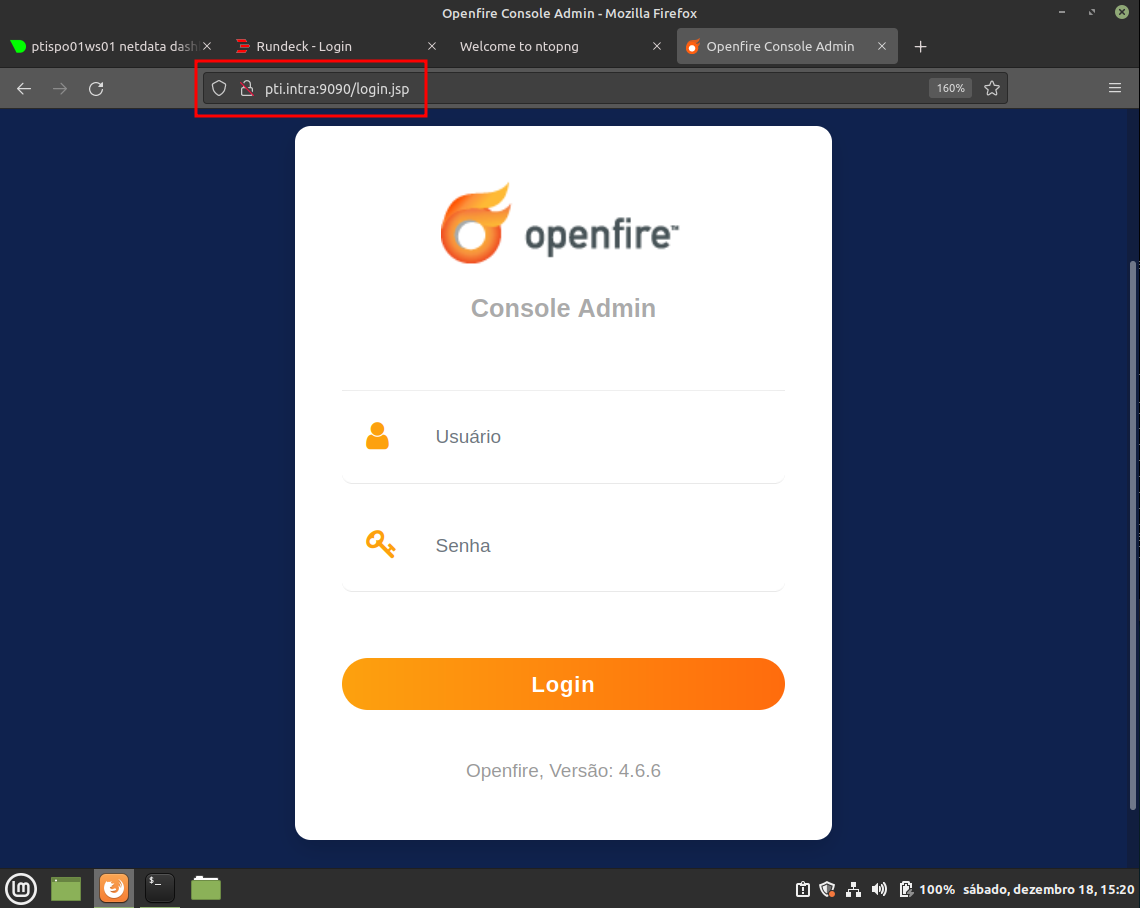 Openfire Console Admin - Mozilla Firefox
ptispo01ws01 netdata dash
Rundeck - Login
Welcome to ntopng
Openfire Console Admin
pti.intra:9090/login.jsp
160%
openfire™
Console Admin
Usuário
Senha
Login
Openfire, Versão: 4.6.6
$_
100% sábado, dezembro 18, 15:20